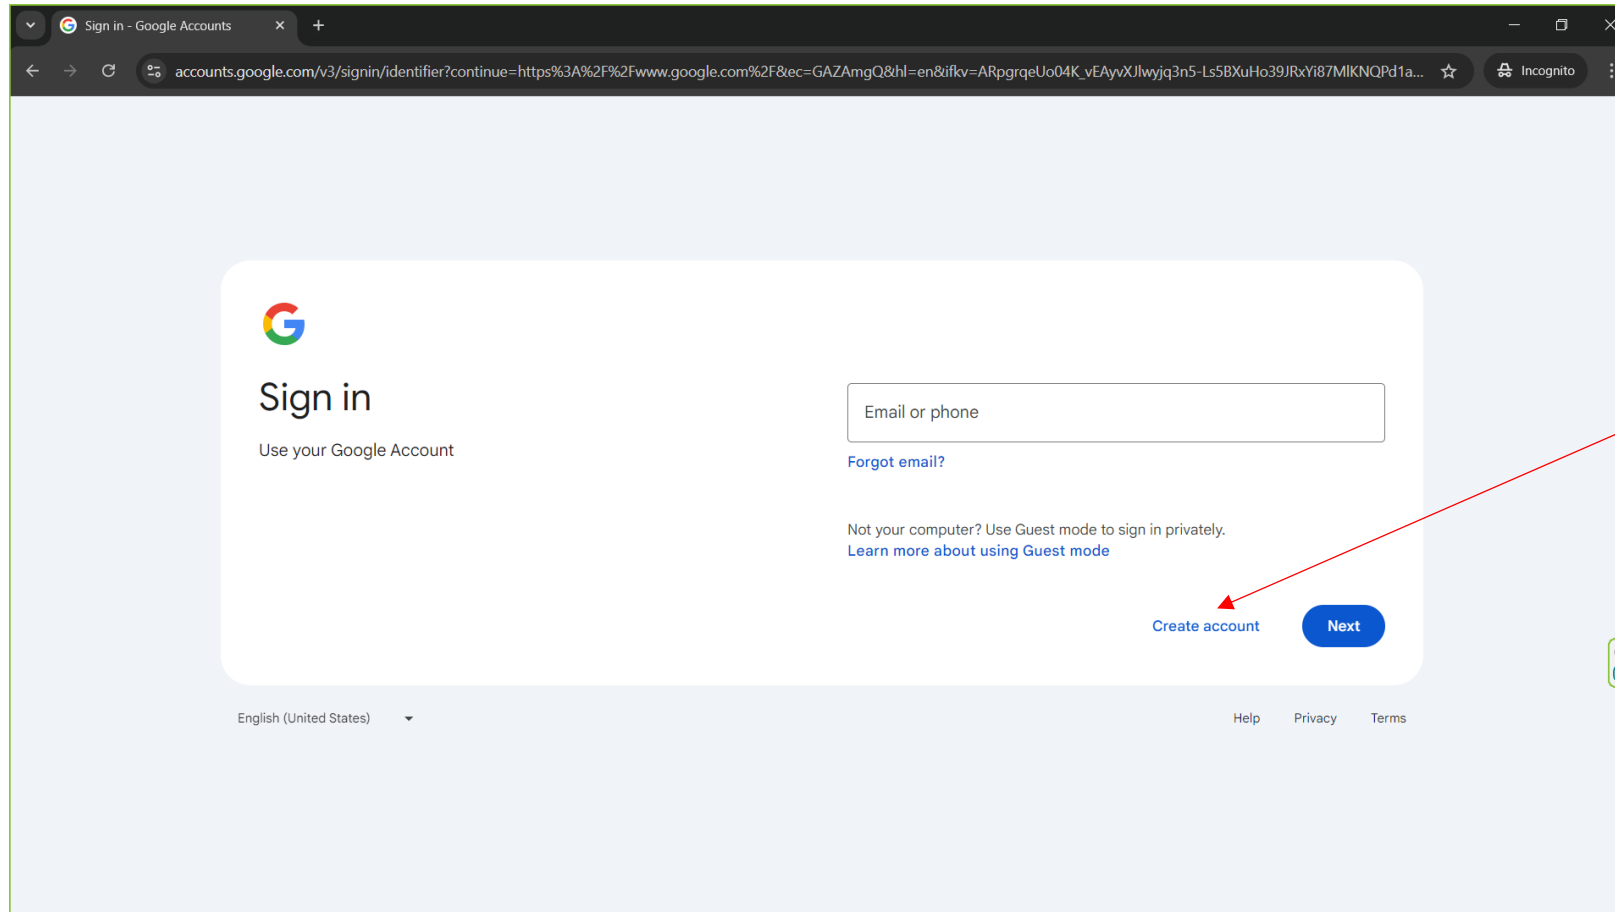 Sign in - Google Accounts
accounts.google.com/v3/signin/identifier?continue=https%3A%2F%2Fwww.google.com%2F&ec=GAZAmgQ&hl=en&ifkv=ARpgrqeUo04K_vEAyvXJlwyjq3n5-Ls5BXuHo39JRxYi87MlKNQPd1a...
Incognito
Sign in
Use your Google Account
Email or phone
Forgot email?
Not your computer? Use Guest mode to sign in privately.
Learn more about using Guest mode
Create account
Next
English (United States)
Help Privacy Terms